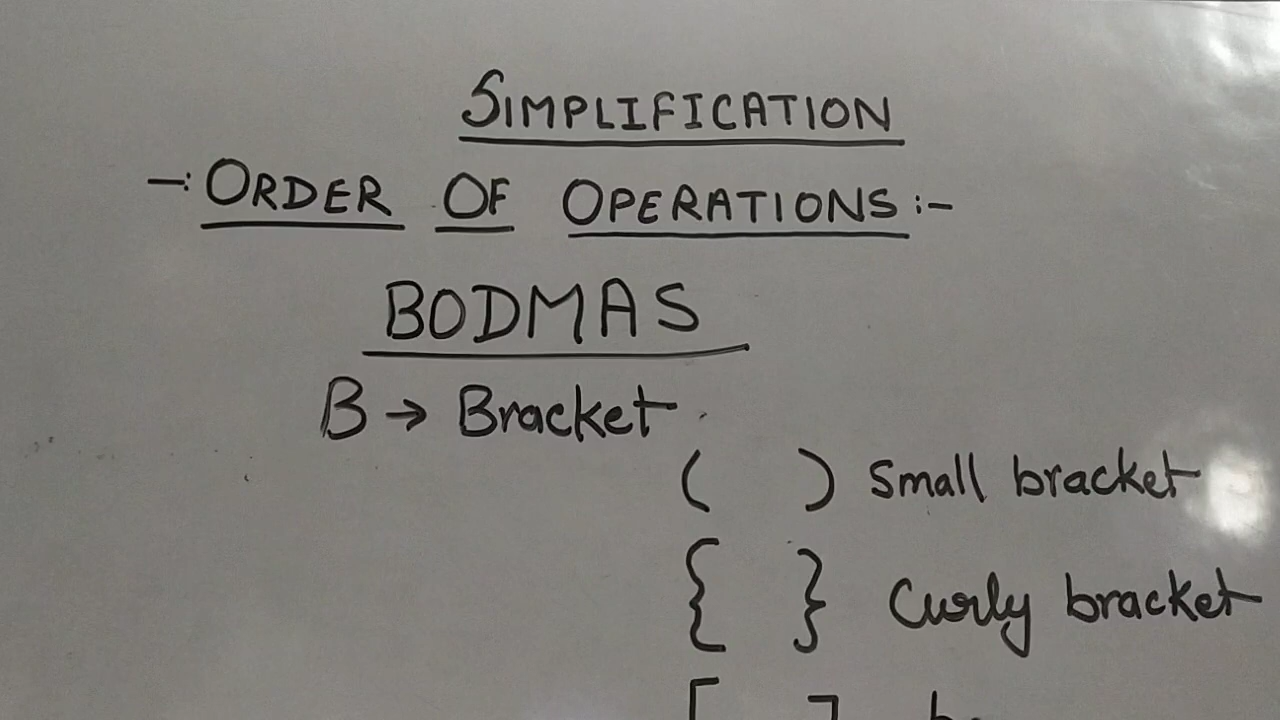 SIMPLIFICATION
-:ORDER OF OPERATIONS:-
BODMAS
B → Bracket
( ) Small bracket
{ } Curly bracket
[ ]